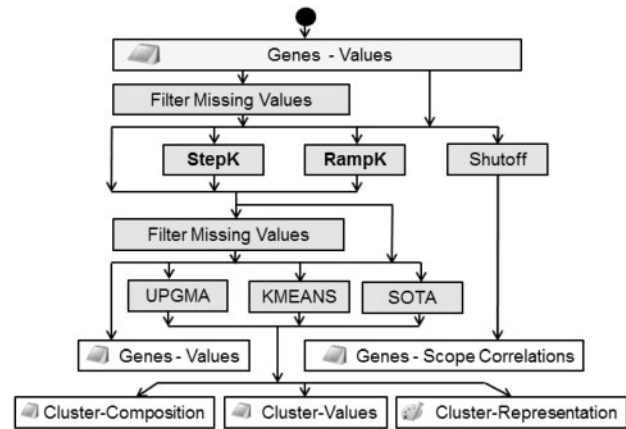 Genes - Values
Filter Missing Values
StepK
RampK
Shutoff
Filter Missing Values
UPGMA
KMEANS
SOTA
Genes - Values
Genes - Scope Correlations
Cluster-Composition
Cluster-Values
Cluster-Representation